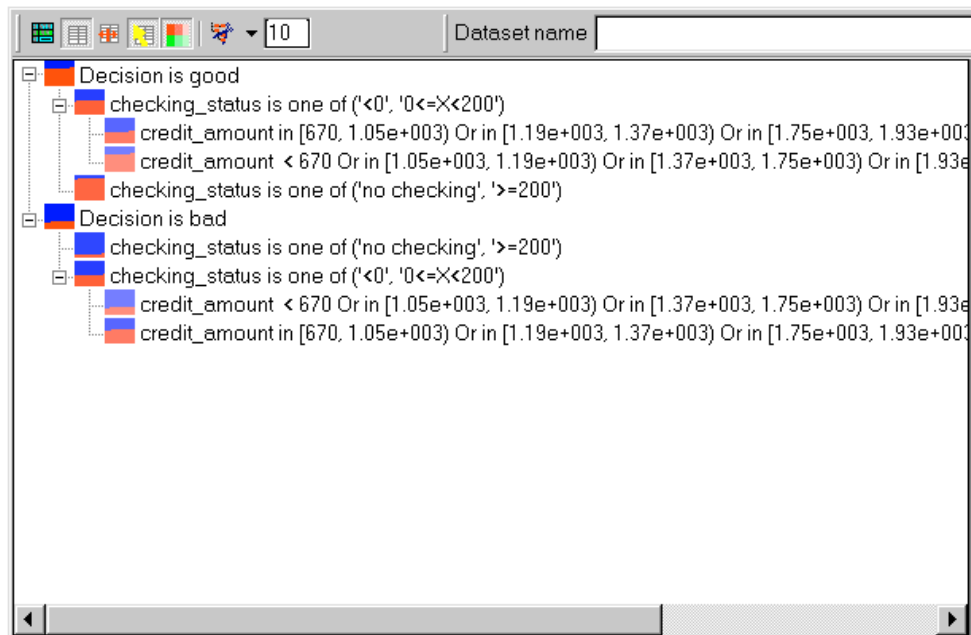 10 Dataset name
Decision is good
checking_status is one of ('<0', '0<=X<200')
credit_amount in [670, 1.05e+003) Or in [1.19e+003, 1.37e+003) Or in [1.75e+003, 1.93e+003
credit_amount < 670 Or in [1.05e+003, 1.19e+003) Or in [1.37e+003, 1.75e+003) Or in [1.93e
checking_status is one of ('no checking', '>=200')
Decision is bad
checking_status is one of ('no checking', '>=200')
checking_status is one of ('<0', '0<=X<200')
credit_amount < 670 Or in [1.05e+003, 1.19e+003) Or in [1.37e+003, 1.75e+003) Or in [1.93e
credit_amount in [670, 1.05e+003) Or in [1.19e+003, 1.37e+003) Or in [1.75e+003, 1.93e+003